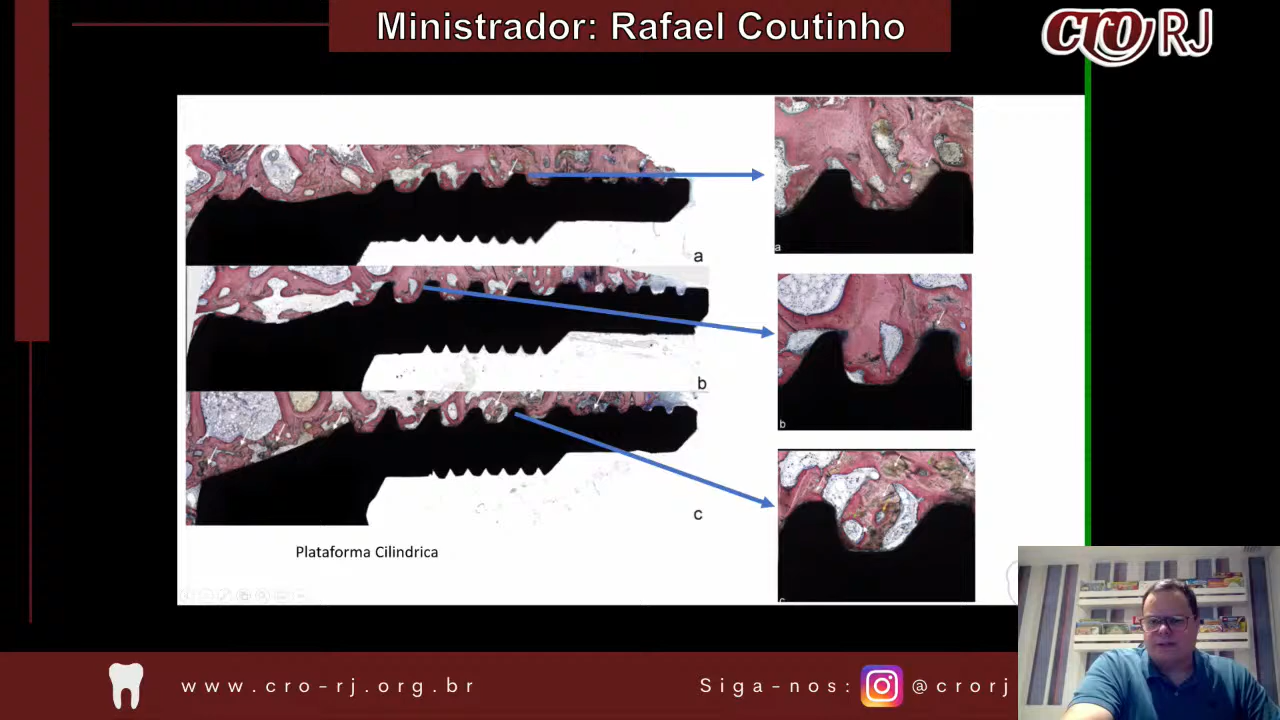 Ministrador: Rafael Coutinho
CRO RJ
a
a
b
b
c
c
Plataforma Cilindrica
www.cro-rj.org.br
Siga-nos:
@crorj